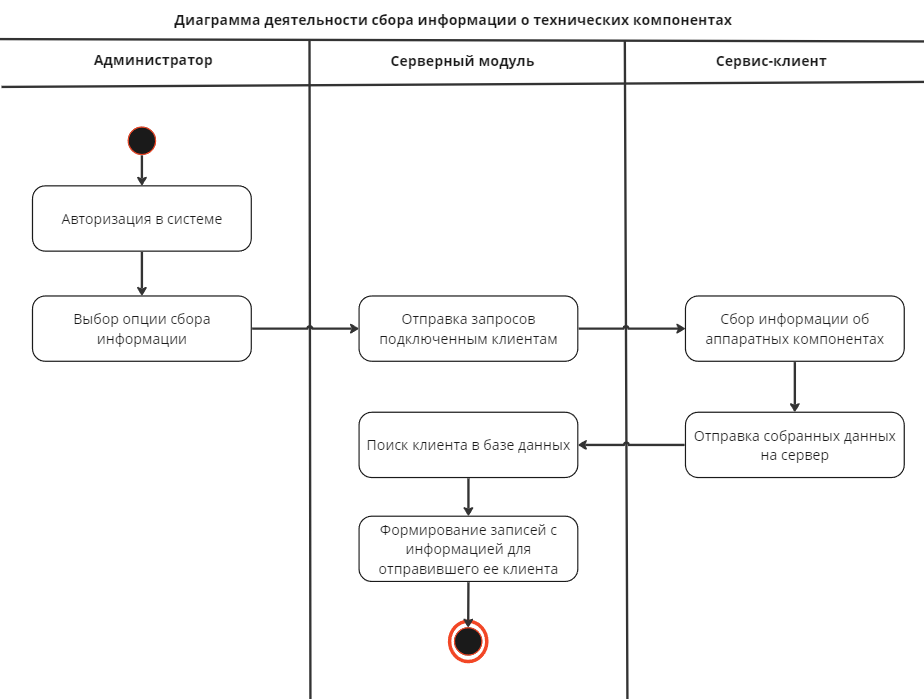 Диаграмма деятельности сбора информации о технических компонентах
Администратор
Серверный модуль
Сервис-клиент
Авторизация в системе
Выбор опции сбора
информации
Отправка запросов
подключенным клиентам
Сбор информации об
аппаратных компонентах
Отправка собранных данных
на сервер
Поиск клиента в базе данных
Формирование записей с
информацией для
отправившего ее клиента